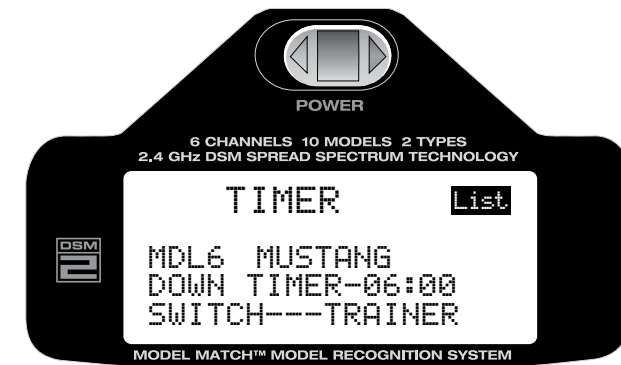 POWER
6 CHANNELS 10 MODELS 2 TYPES
2.4 GHz DSM SPREAD SPECTRUM TECHNOLOGY
TIMER List
DSM
2
MDL6 MUSTANG
DOWN TIMER-06:00
SWITCH---TRAINER
MODEL MATCH™ MODEL RECOGNITION SYSTEM